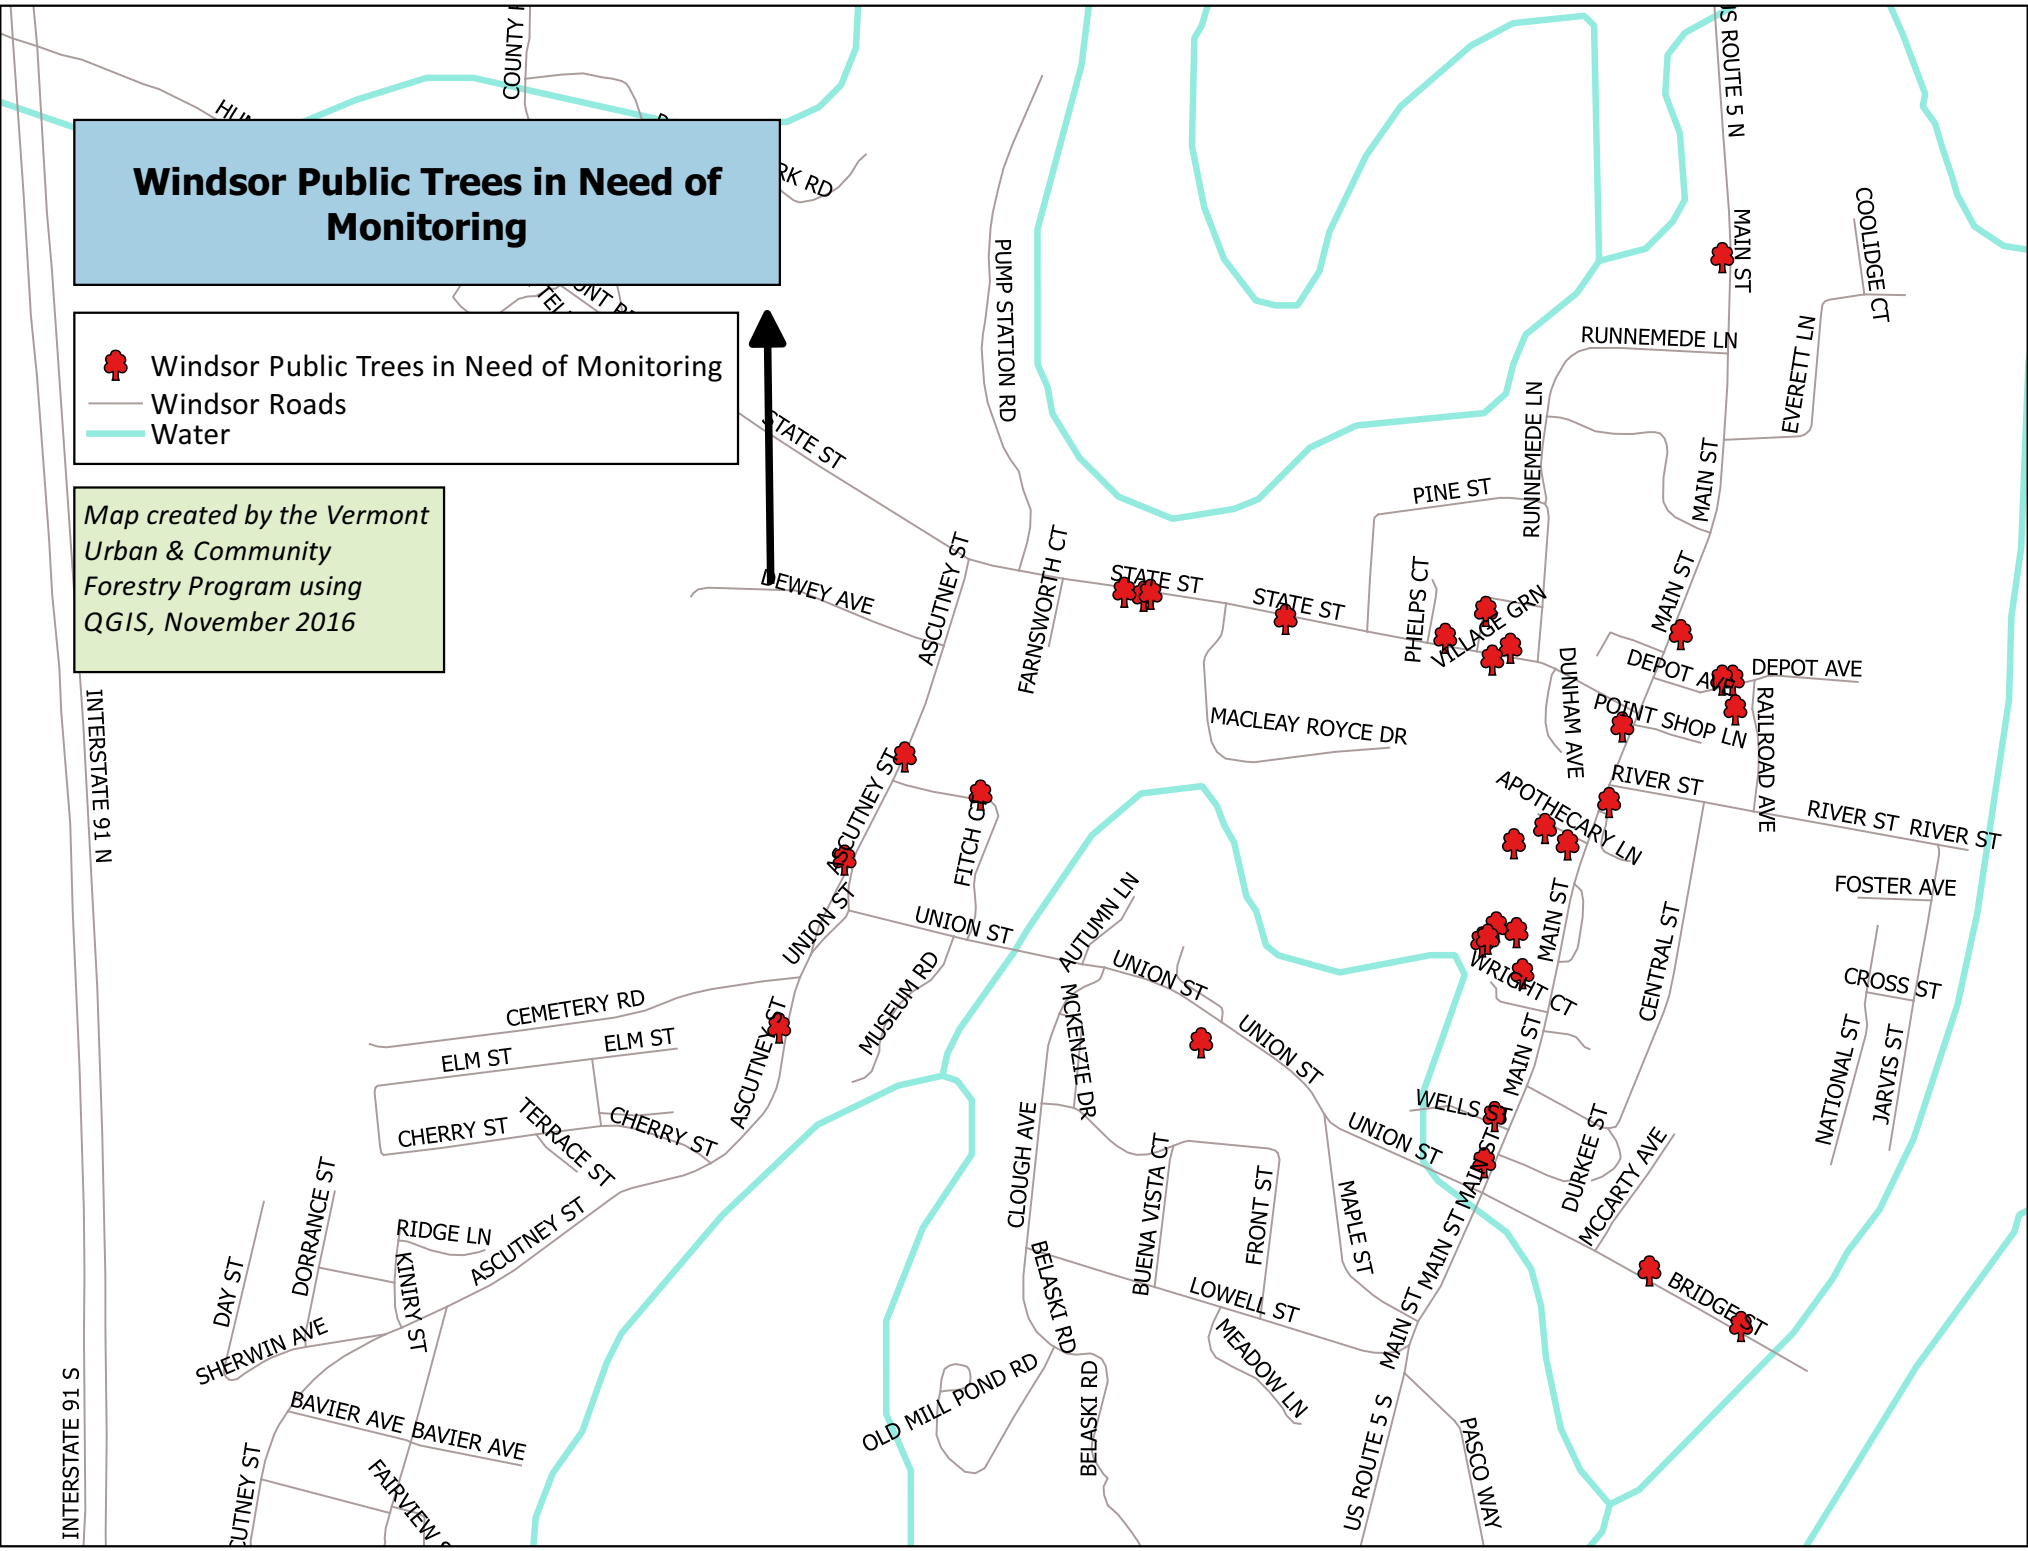 COUNTY
US ROUTE 5 N
RK RD
Windsor Public Trees in Need of
Monitoring
MAIN ST
COOLIDGE CT
PUMP STATION RD
RUNNEMEDE LN
EVERETT LN
Windsor Public Trees in Need of Monitoring
Windsor Roads
Water
STATE ST
RUNNEMEDE LN
MAIN ST
PINE ST
Map created by the Vermont
Urban & Community
Forestry Program using
QGIS, November 2016
DEWEY AVE
ASCUTNEY ST
FARNSWORTH CT
STATE ST
STATE ST
PHELPS CT
VILLAGE GRN
MAIN ST
DUNHAM AVE
DEPOT AVE
DEPOT AVE
POINT SHOP LN
RAILROAD AVE
MACLEAY ROYCE DR
INTERSTATE 91 N
ASCUTNEY ST
FITCH CT
APOTHECARY LN
RIVER ST
RIVER ST
RIVER ST
FOSTER AVE
UNION ST
UNION ST
AUTUMN LN
MAIN ST
CENTRAL ST
WRIGHT CT
CROSS ST
MUSEUM RD
UNION ST
CEMETERY RD
ELM ST
ELM ST
ASCUTNEY ST
MCKENZIE DR
UNION ST
MAIN ST
NATIONAL ST
JARVIS ST
CHERRY ST
TERRACE ST
CHERRY ST
CLOUGH AVE
WELLS ST
UNION ST
MAIN ST
DURKEE ST
MCCARTY AVE
DORRANCE ST
RIDGE LN
KINIRY ST
ASCUTNEY ST
DAY ST
SHERWIN AVE
BUENA VISTA CT
FRONT ST
MAPLE ST
MAIN ST
BELASKI RD
LOWELL ST
MEADOW LN
MAIN ST
BRIDGE ST
OLD MILL POND RD
BELASKI RD
BAVIER AVE
BAVIER AVE
INTERSTATE 91 S
CUTNEY ST
FAIRVIEW
US ROUTE 5 S
PASCO WAY